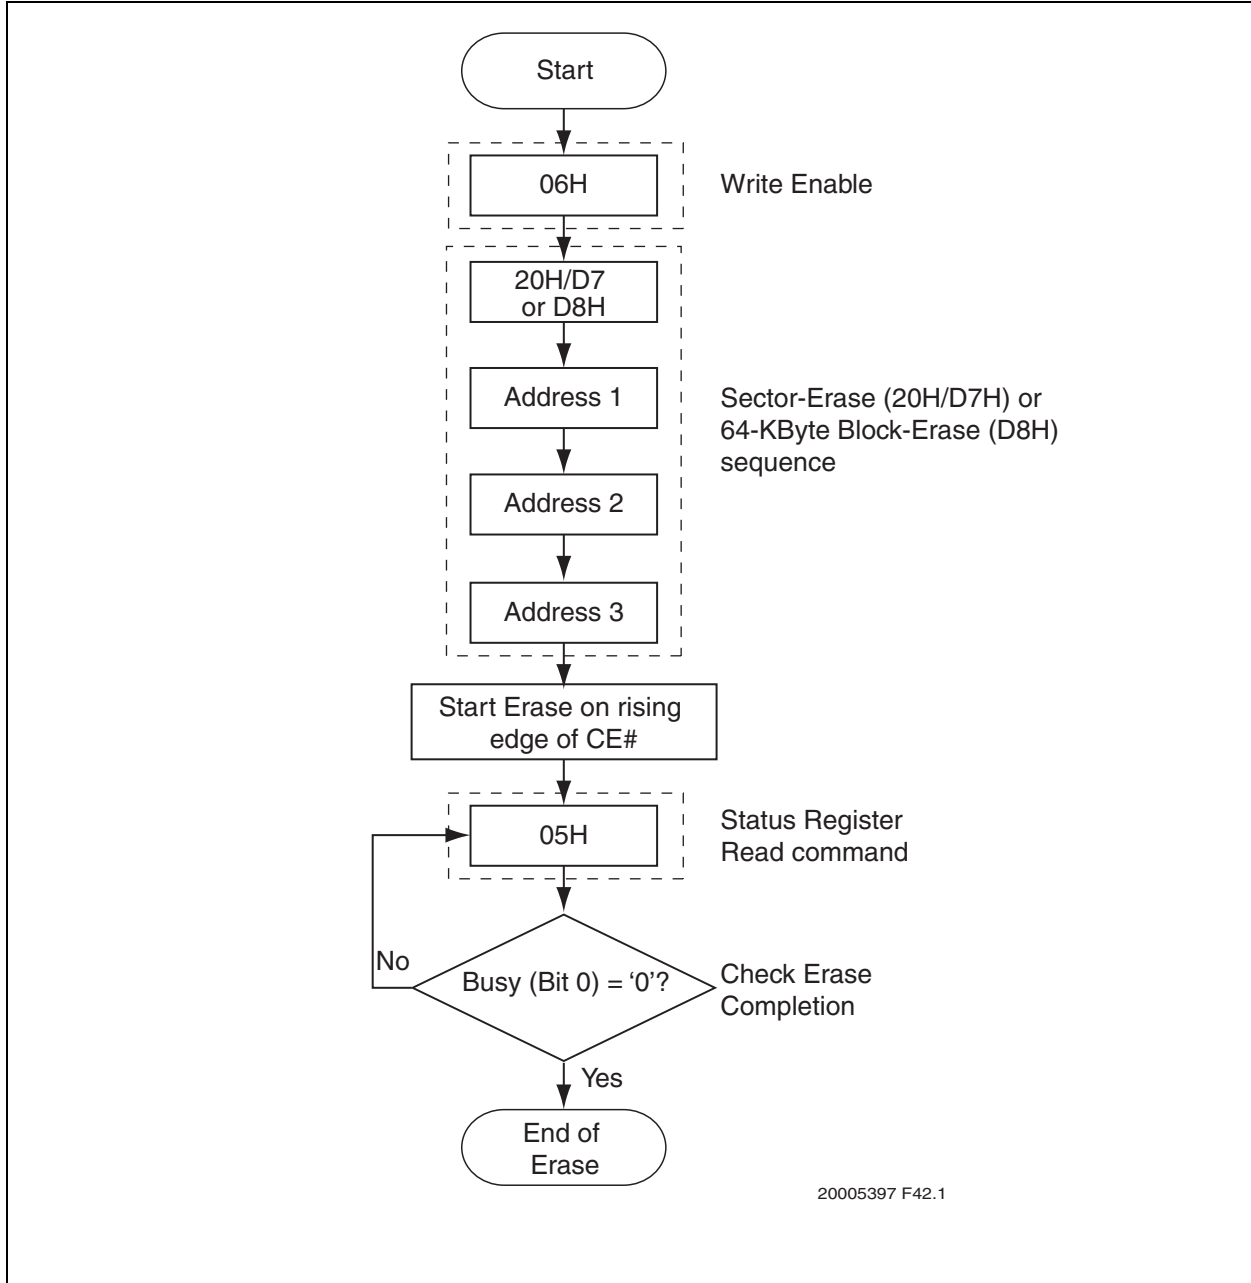 Start
06H
Write Enable
20H/D7
or D8H
Address 1
Sector-Erase (20H/D7H) or
64-KByte Block-Erase (D8H)
sequence
Address 2
Address 3
Start Erase on rising
edge of CE#
05H
Status Register
Read command
No
Busy (Bit 0) = ‘0’?
Check Erase
Completion
Yes
End of
Erase
20005397 F42.1